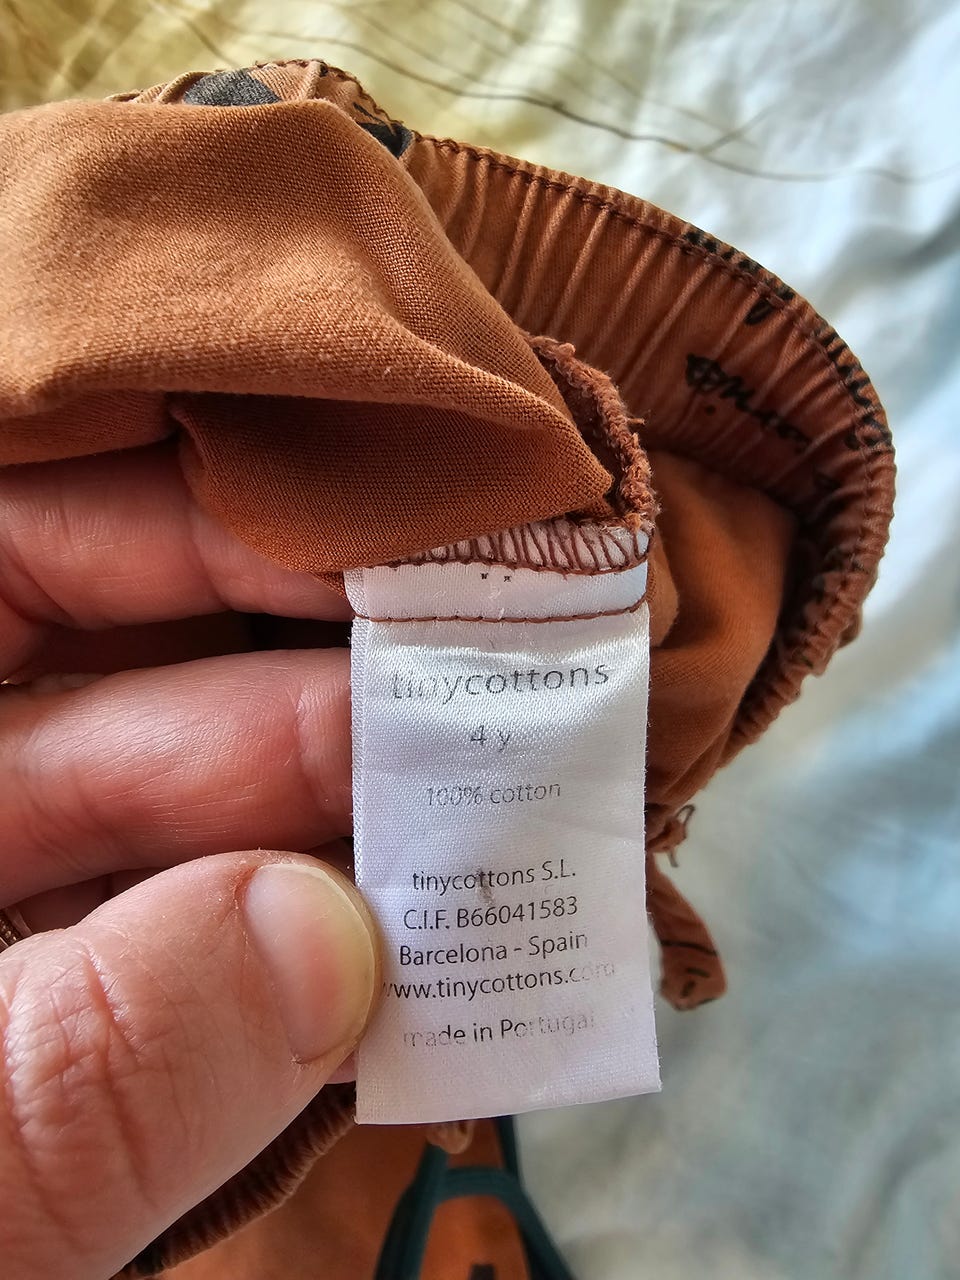 tinycottons
4 y
100% cotton
tinycottons S.L.
C.I.F. B66041583
Barcelona - Spain
www.tinycottons.com
made in Portugal